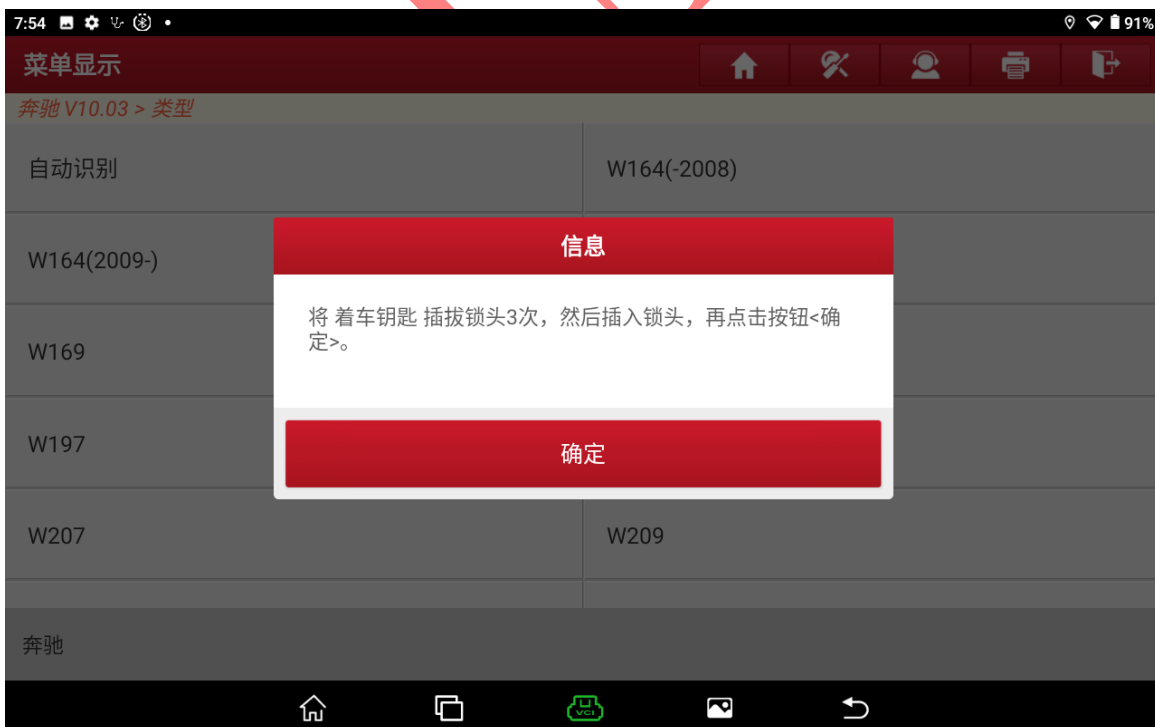 7:54
91%
菜单显示
奔驰 V10.03 > 类型
自动识别
W164(-2008)
W164(2009-)
信息
将 着车钥匙 插拔锁头3次，然后插入锁头，再点击按钮<确
定>。
W169
W197
确定
W207
W209
奔驰
VCI